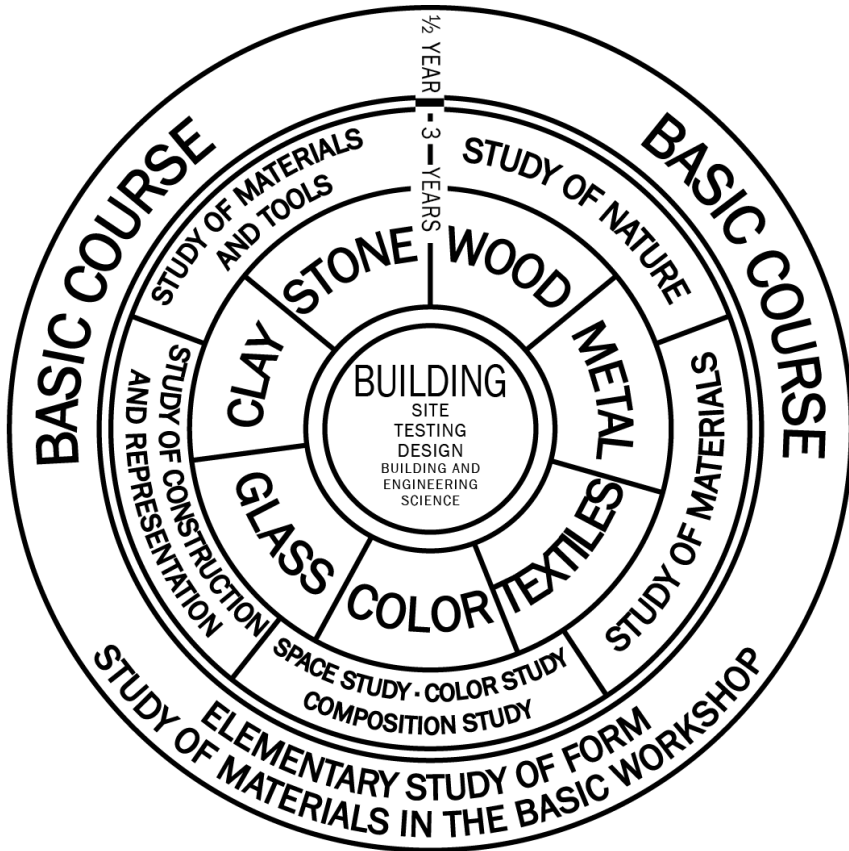 ½ YEAR
3 YEARS
BASIC COURSE
BASIC COURSE
ELEMENTARY STUDY OF FORM
STUDY OF MATERIALS IN THE BASIC WORKSHOP
STUDY OF MATERIALS
AND TOOLS
STUDY OF NATURE
STUDY OF MATERIALS
SPACE STUDY · COLOR STUDY
COMPOSITION STUDY
STUDY OF CONSTRUCTION
AND REPRESENTATION
STONE
WOOD
METAL
TEXTILES
COLOR
GLASS
CLAY
BUILDING
SITE
TESTING
DESIGN
BUILDING AND
ENGINEERING
SCIENCE